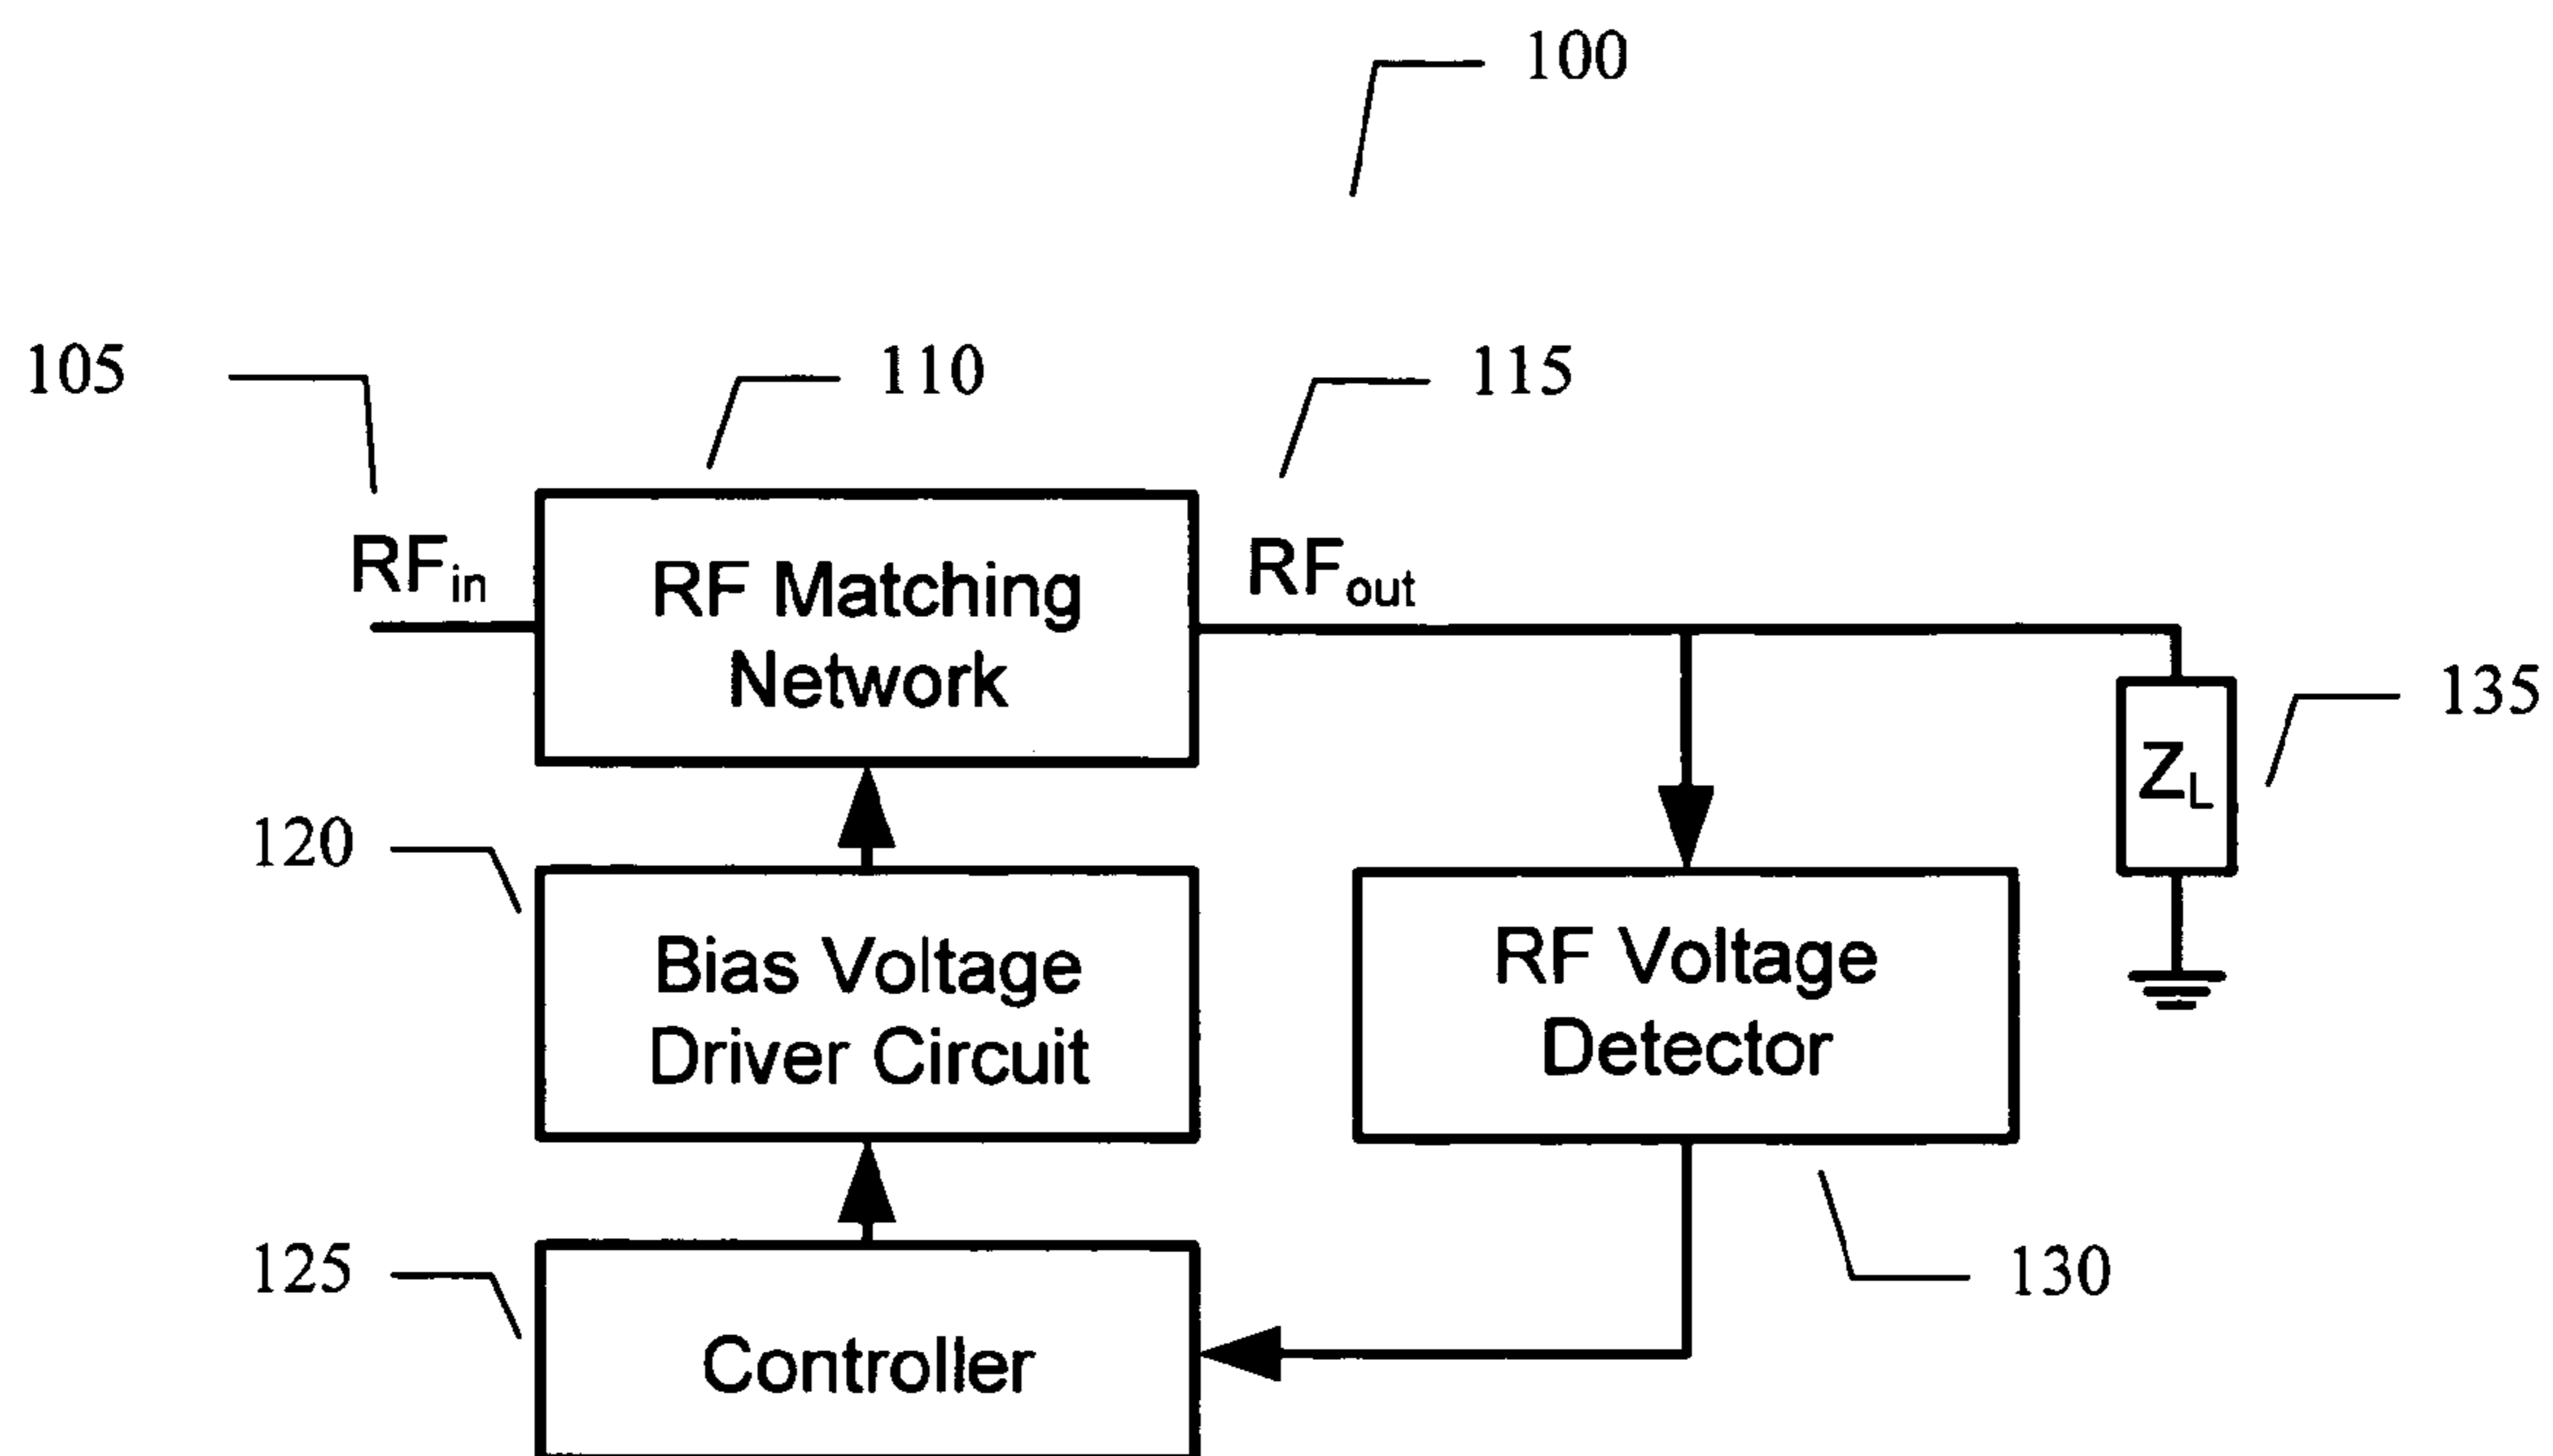 100
105
110
115
RFin
RF Matching
Network
RFout
135
ZL
120
Bias Voltage
Driver Circuit
RF Voltage
Detector
125
Controller
130